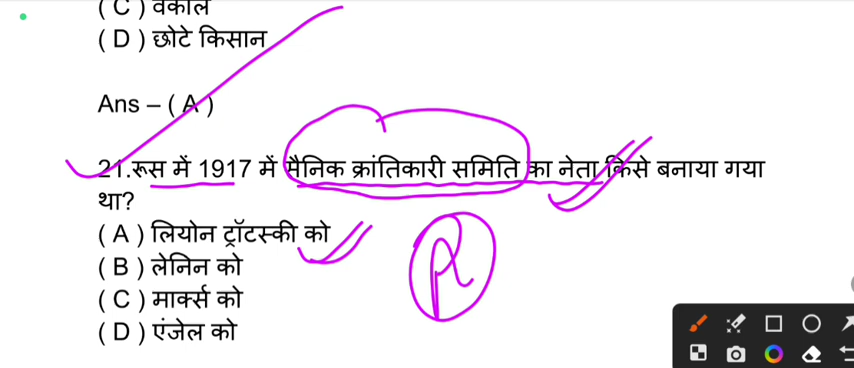 ( C ) वकील
( D ) छोटे किसान
Ans – ( A )
21.रूस में 1917 में सैनिक क्रांतिकारी समिति का नेता किसे बनाया गया
था?
( A ) लियोन ट्रॉटस्की को
( B ) लेनिन को
( C ) मार्क्स को
( D ) एंजेल को
R